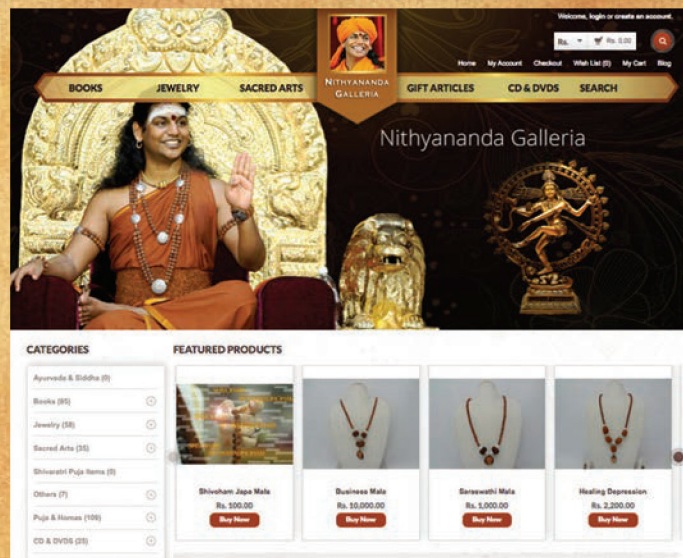 Welcome, login or create an account.
Rs. Rs. 0.00
Home My Account Checkout Wish List (0) My Cart Blog
BOOKS JEWELRY SACRED ARTS NITHYANANDA GALLERIA GIFT ARTICLES CD & DVDS SEARCH
Nithyananda Galleria
CATEGORIES
Ayurveda & Siddha (0)
Books (85)
Jewelry (58)
Sacred Arts (35)
Shivaratri Puja Items (0)
Others (7)
Puja & Homas (109)
CD & DVDS (25)
FEATURED PRODUCTS
Shivoham Japa Mala
Rs. 100.00
Buy Now
Business Mala
Rs. 10,000.00
Buy Now
Saraswathi Mala
Rs. 1,000.00
Buy Now
Healing Depression
Rs. 2,200.00
Buy Now